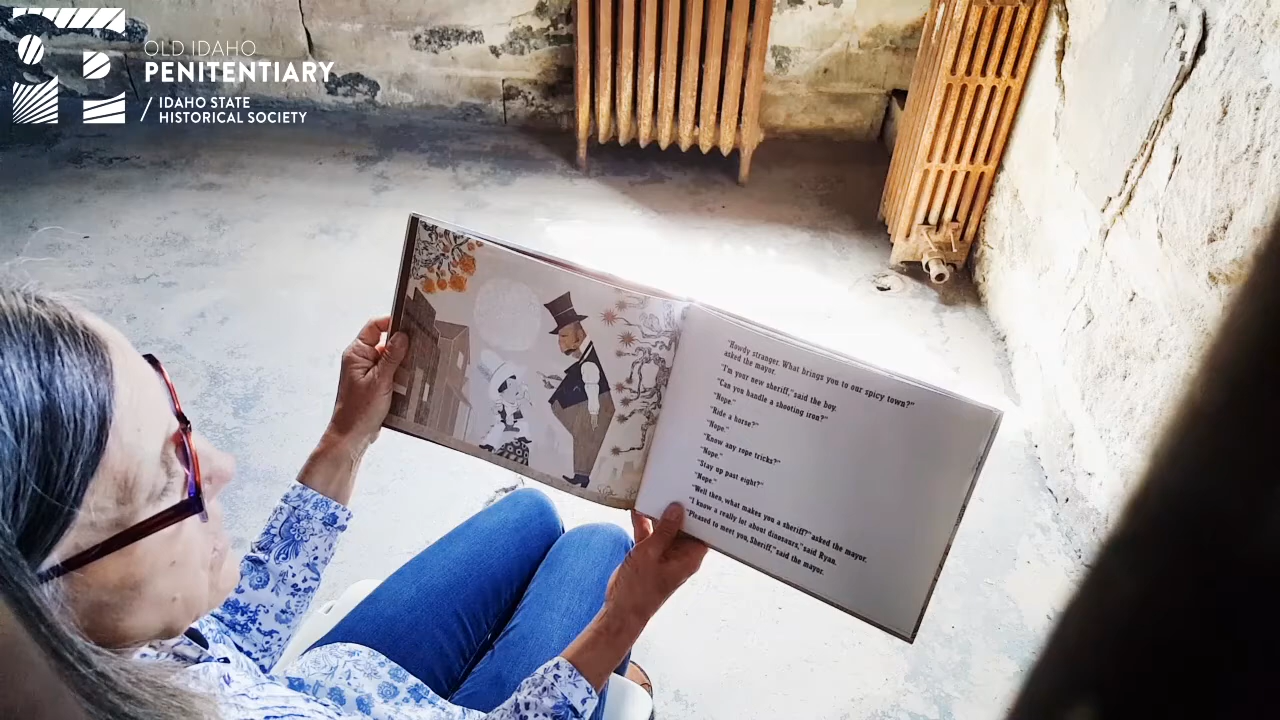 OLD IDAHO
PENITENTIARY
/ IDAHO STATE
HISTORICAL SOCIETY
"Howdy stranger. What brings you to our spicy town?"
asked the mayor.
"I'm your new sheriff," said the boy.
"Can you handle a shooting iron?"
"Nope."
"Ride a horse?"
"Nope."
"Know any rope tricks?"
"Nope."
"Stay up past eight?"
"Nope."
"Well then, what makes you a sheriff?" asked the mayor.
"I know a really lot about dinosaurs," said Ryan.
"Pleased to meet you, Sheriff," said the mayor.